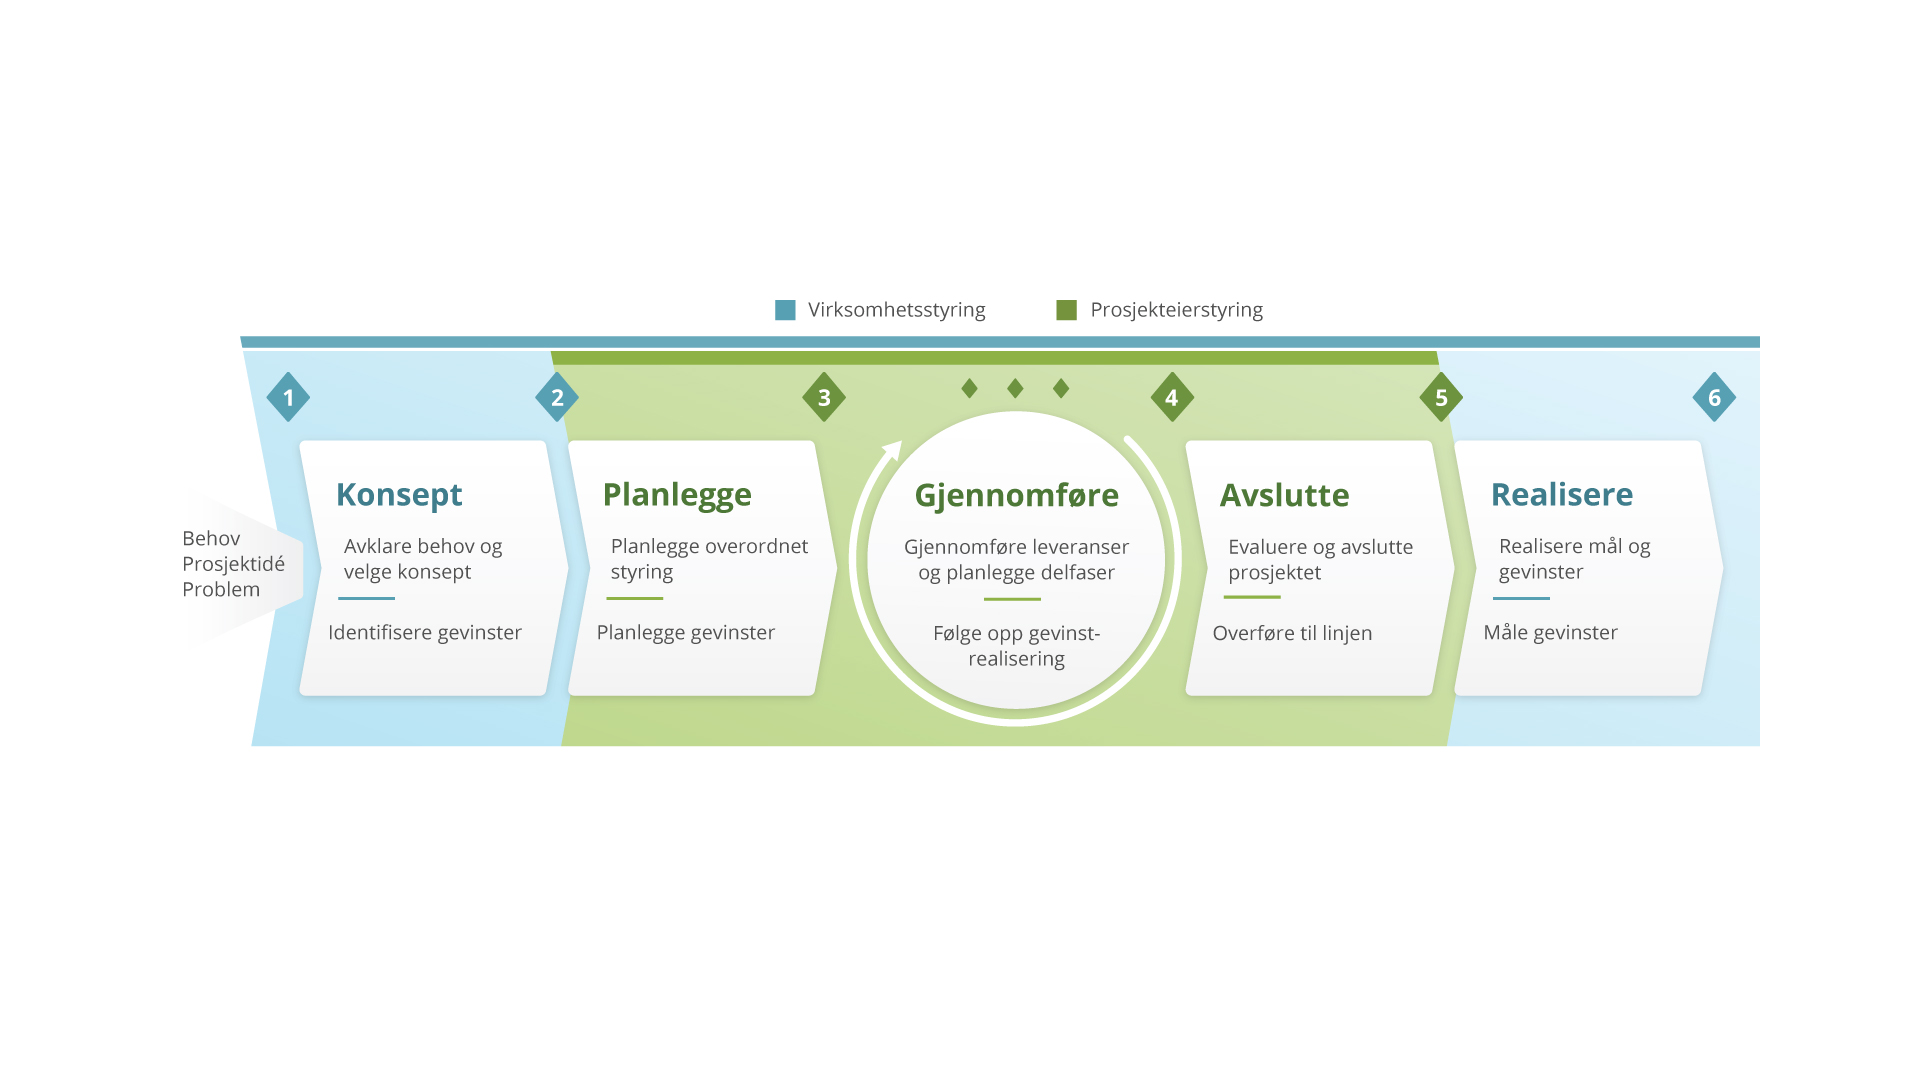 Virksomhetsstyring
Prosjekteierstyring
1
2
3
4
5
6
Behov
Prosjektidé
Problem
Konsept
Avklare behov og
velge konsept
Identifisere gevinster
Planlegge
Planlegge overordnet
styring
Planlegge gevinster
Gjennomføre
Gjennomføre leveranser
og planlegge delfaser
Følge opp gevinst-
realisering
Avslutte
Evaluere og avslutte
prosjektet
Overføre til linjen
Realisere
Realisere mål og
gevinster
Måle gevinster